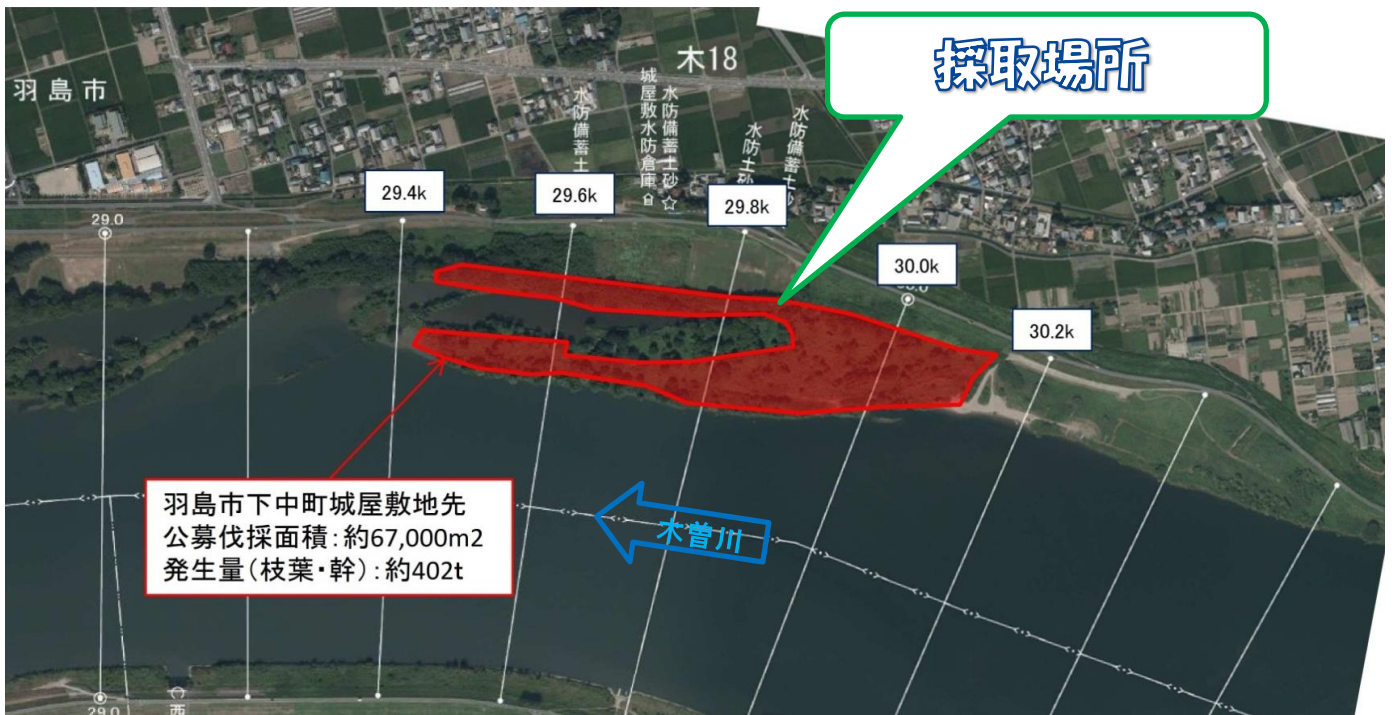 採取場所
木18
羽島市
水防備蓄土
城屋敷水防倉庫
水防備蓄土砂
水防土砂
水防備蓄土砂
29.4k
29.6k
29.8k
30.0k
30.2k
29.0
羽島市下中町城屋敷地先
公募伐採面積:約67,000m2
発生量(枝葉・幹):約402t
木曽川
29.0
西